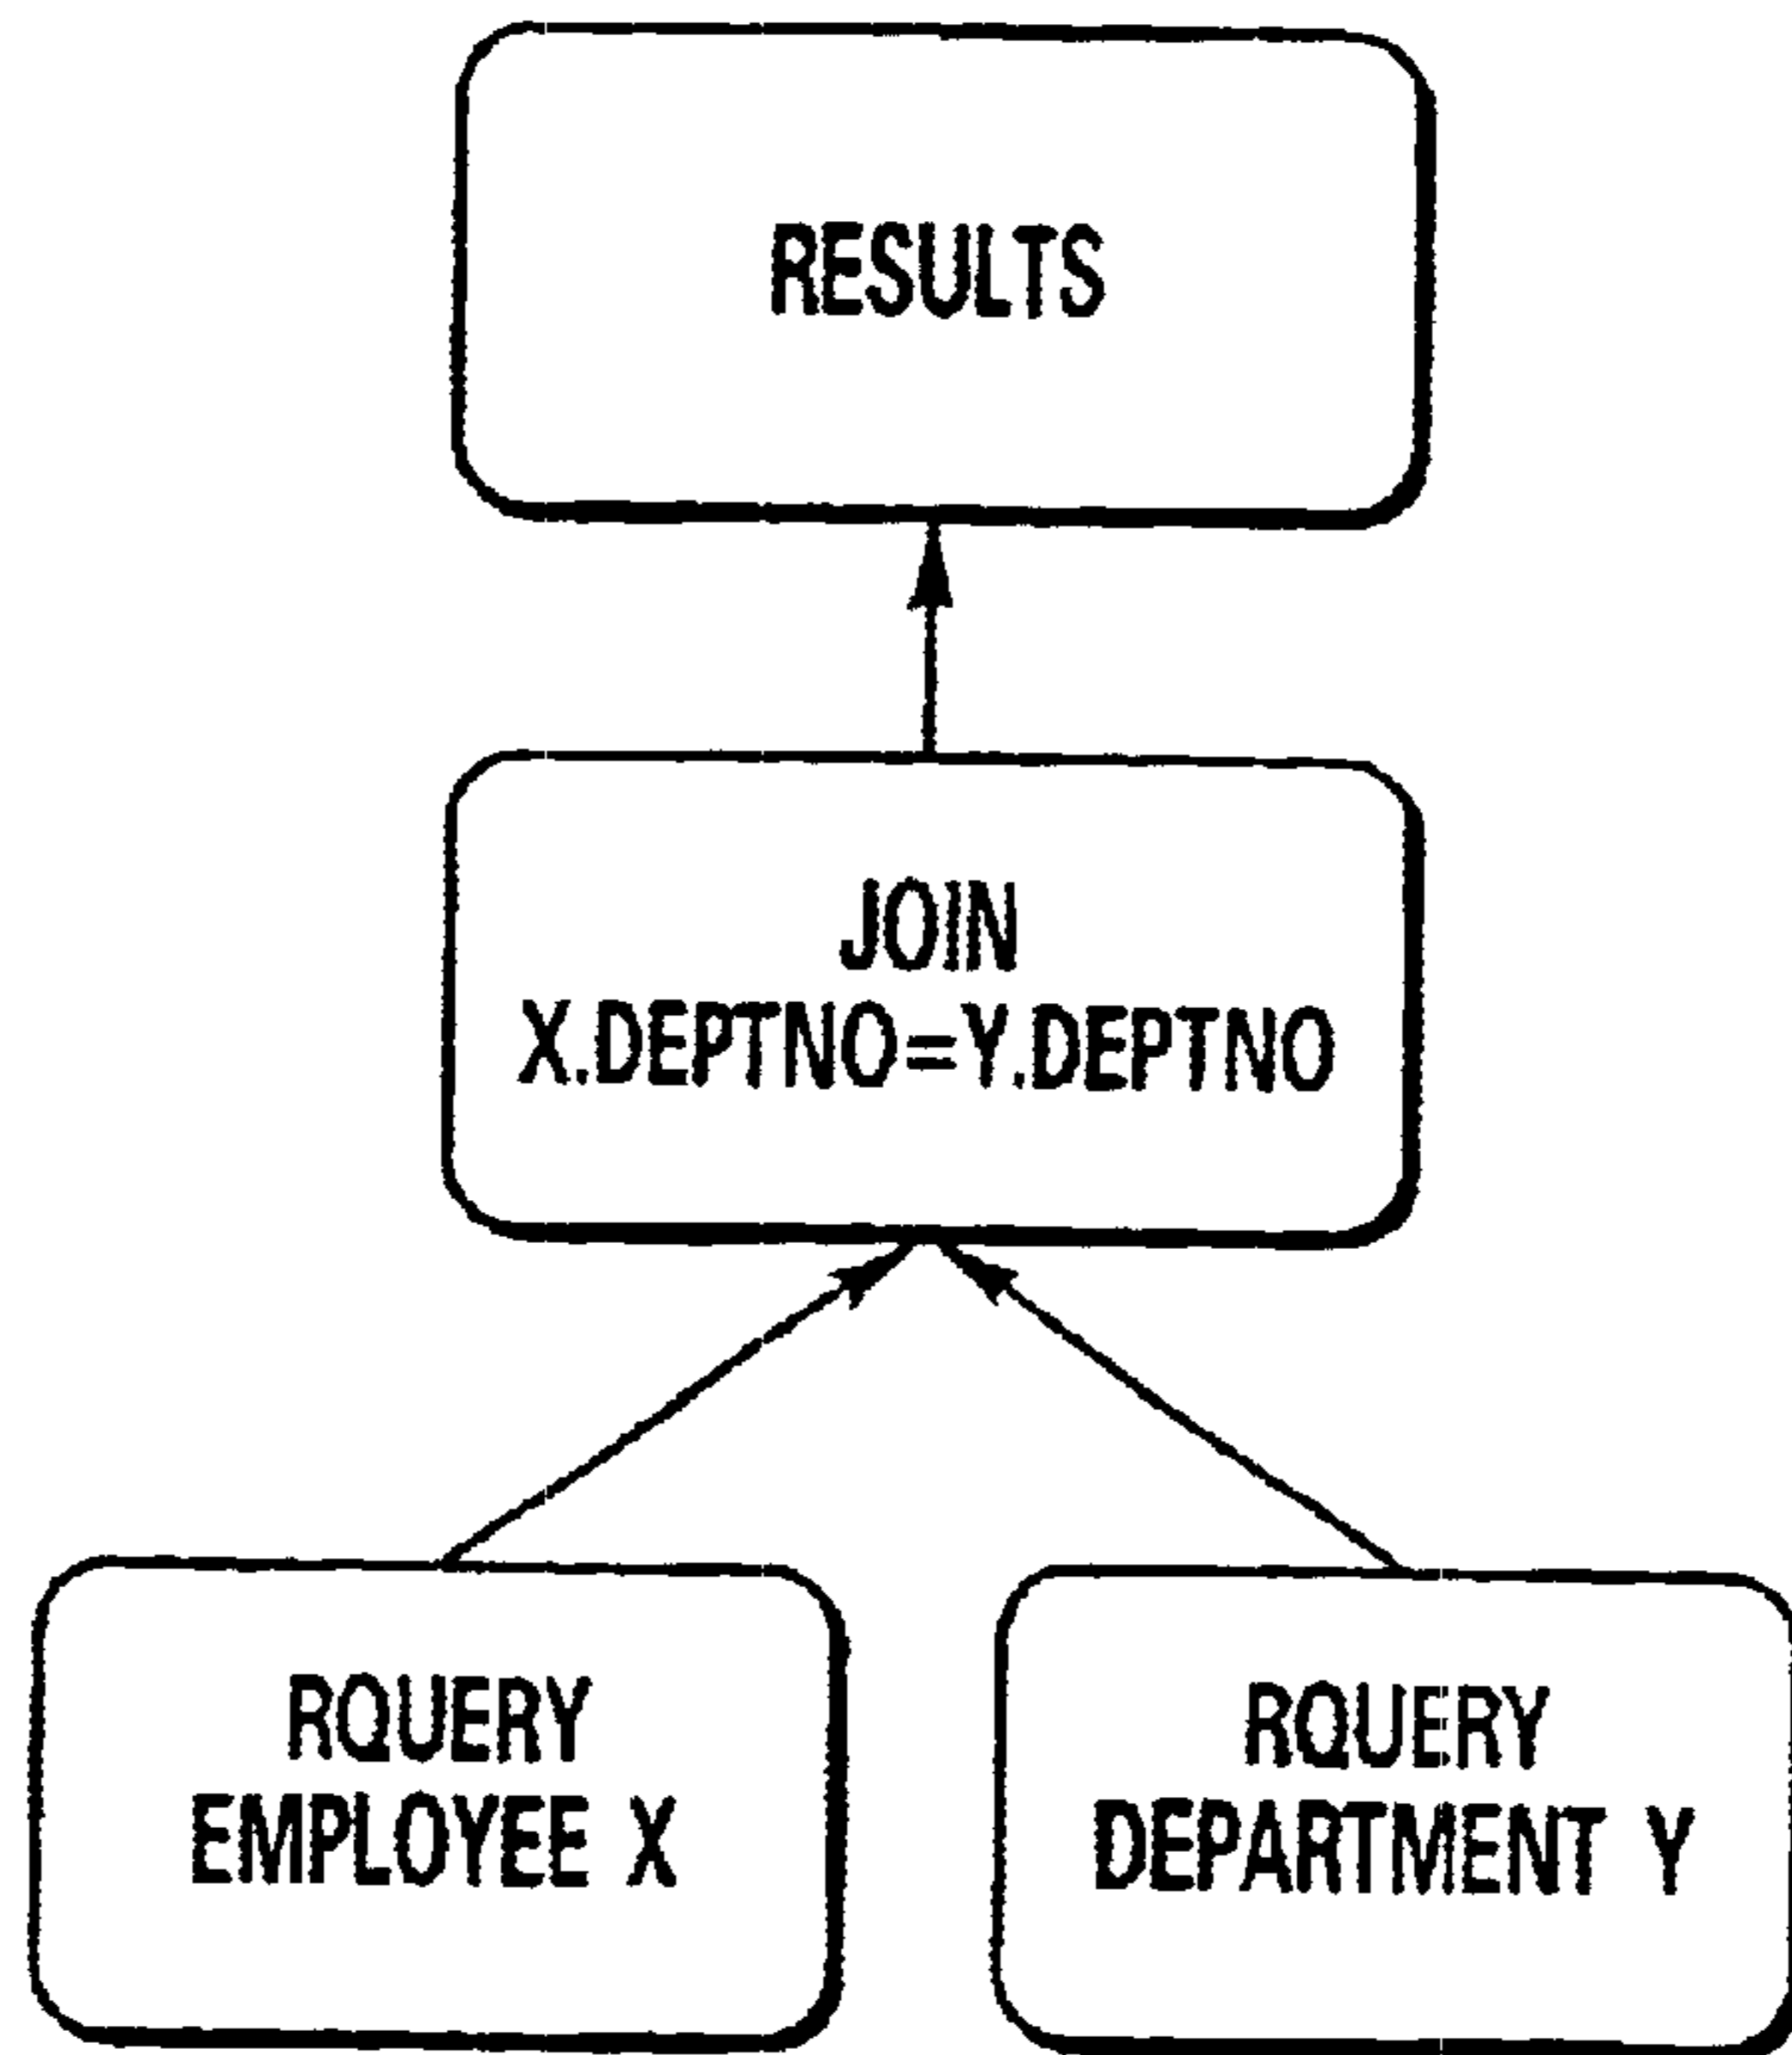 RESULTS
JOIN
X.DEPTNO=Y.DEPTNO
RQUERY
EMPLOYEE X
RQUERY
DEPARTMENT Y